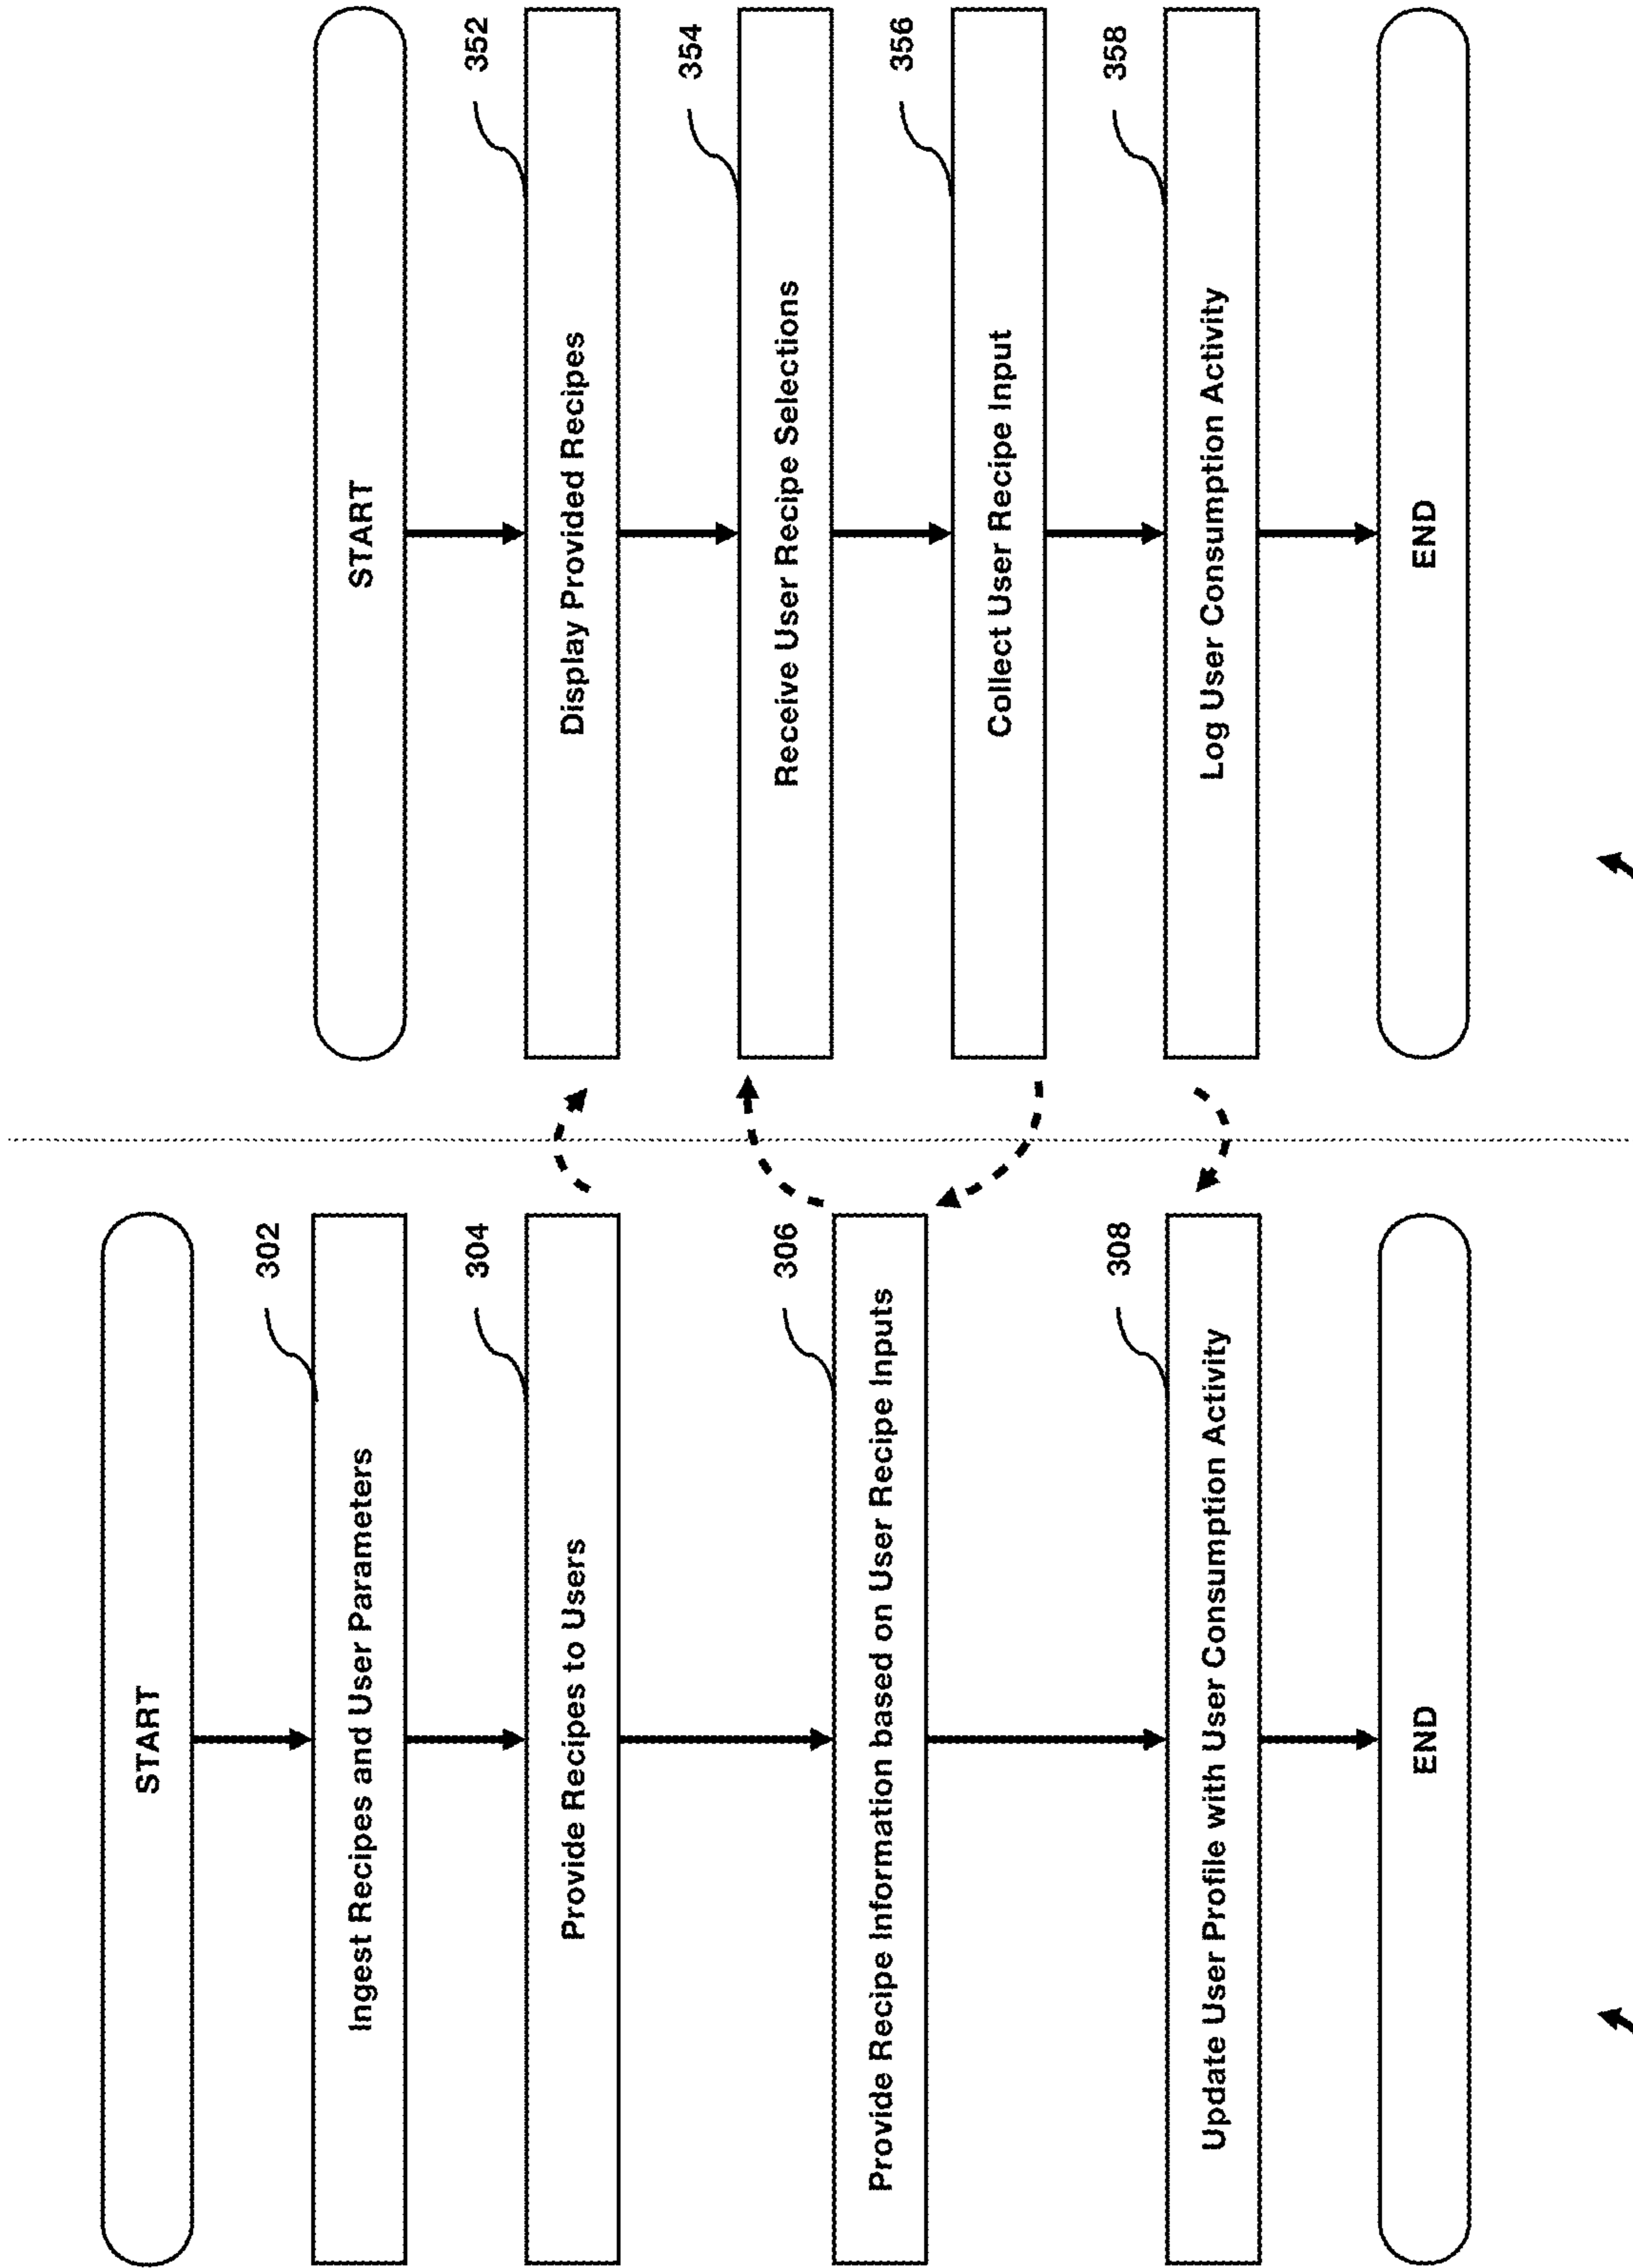 START
302
Ingest Recipes and User Parameters
304
Provide Recipes to Users
306
Provide Recipe Information based on User Recipe Inputs
308
Update User Profile with User Consumption Activity
END
START
352
Display Provided Recipes
354
Receive User Recipe Selections
356
Collect User Recipe Input
358
Log User Consumption Activity
END